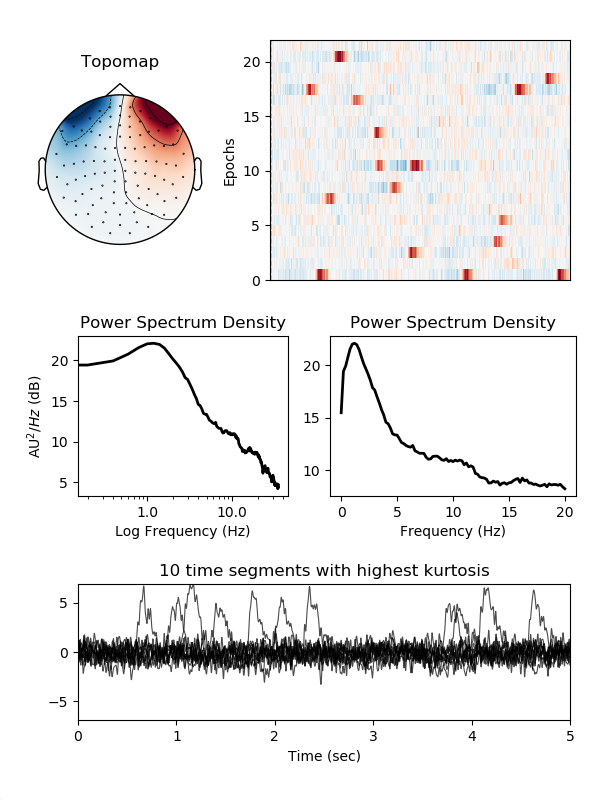 Topomap
Epochs
20
15
10
5
0
Power Spectrum Density
AU²/Hz (dB)
20
15
10
5
1.0 10.0
Log Frequency (Hz)
Power Spectrum Density
20
15
10
0 5 10 15 20
Frequency (Hz)
10 time segments with highest kurtosis
5
0
−5
0 1 2 3 4 5
Time (sec)